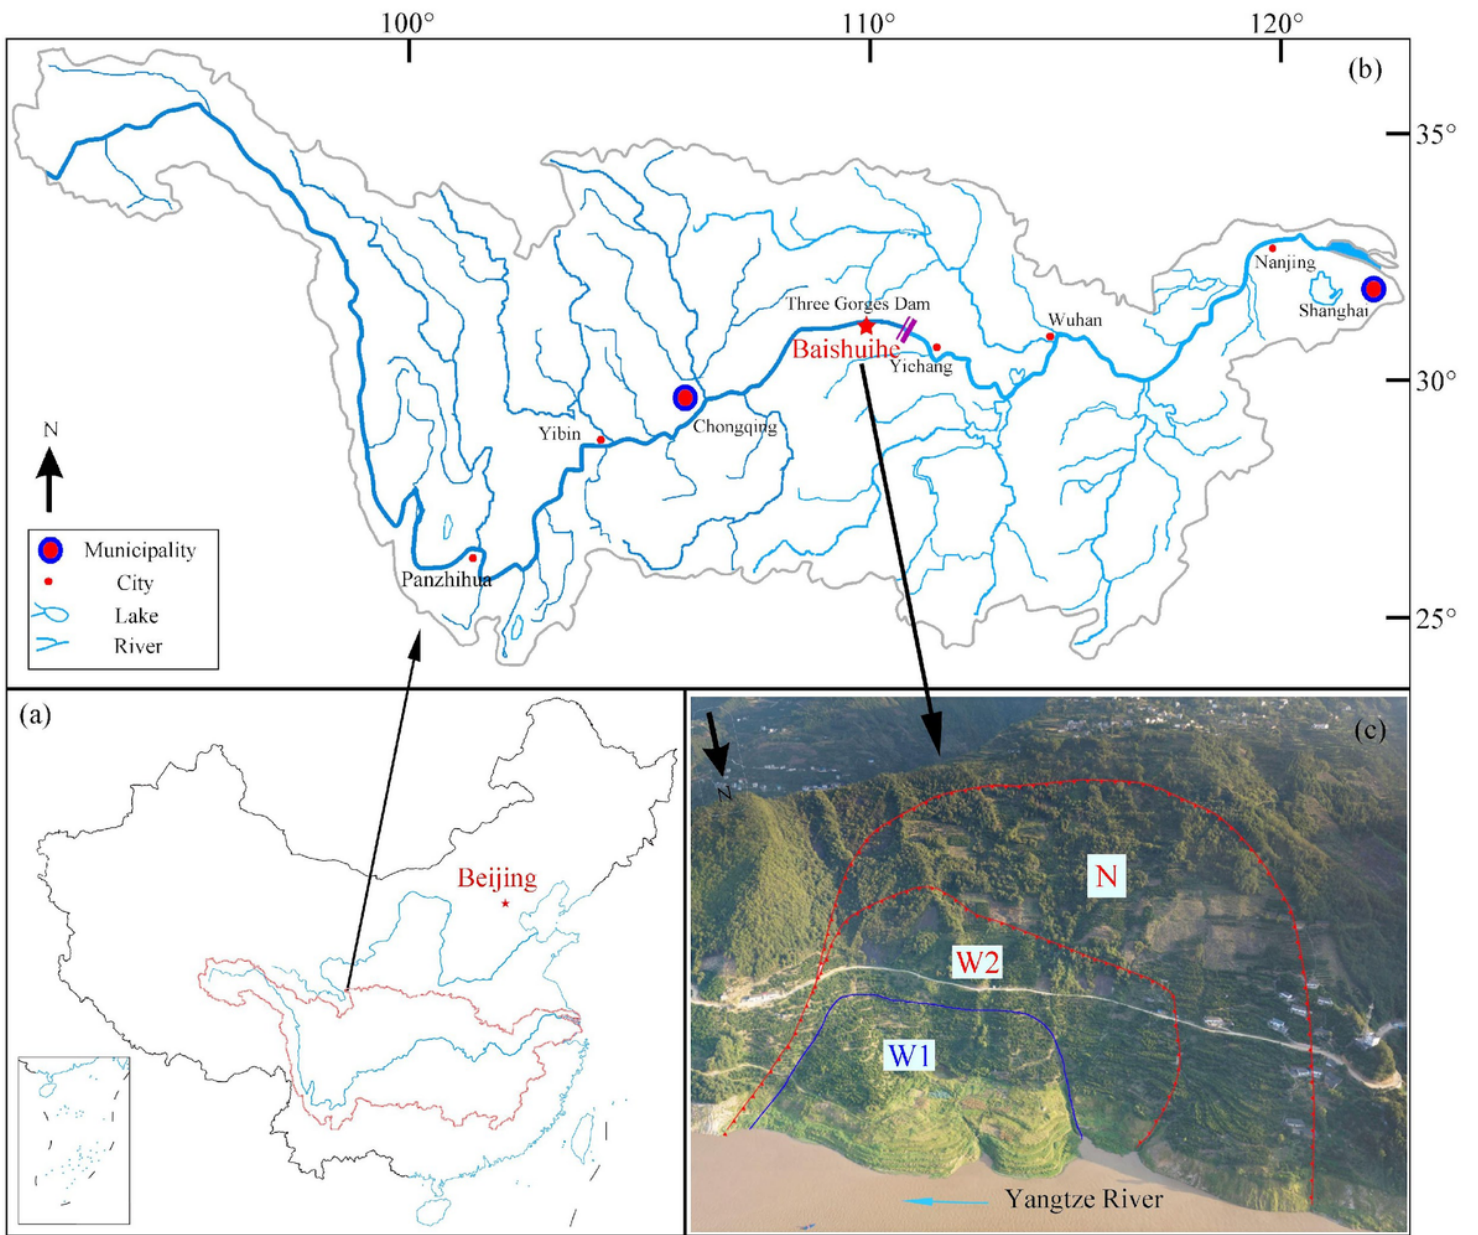 100°
110°
120°
(b)
35°
Nanjing
Shanghai
Three Gorges Dam
Wuhan
Baishuihe
Yichang
30°
Chongqing
Yibin
N
Municipality
City
Lake
River
Panzhihua
25°
(a)
Beijing
(c)
N
N
W2
W1
Yangtze River